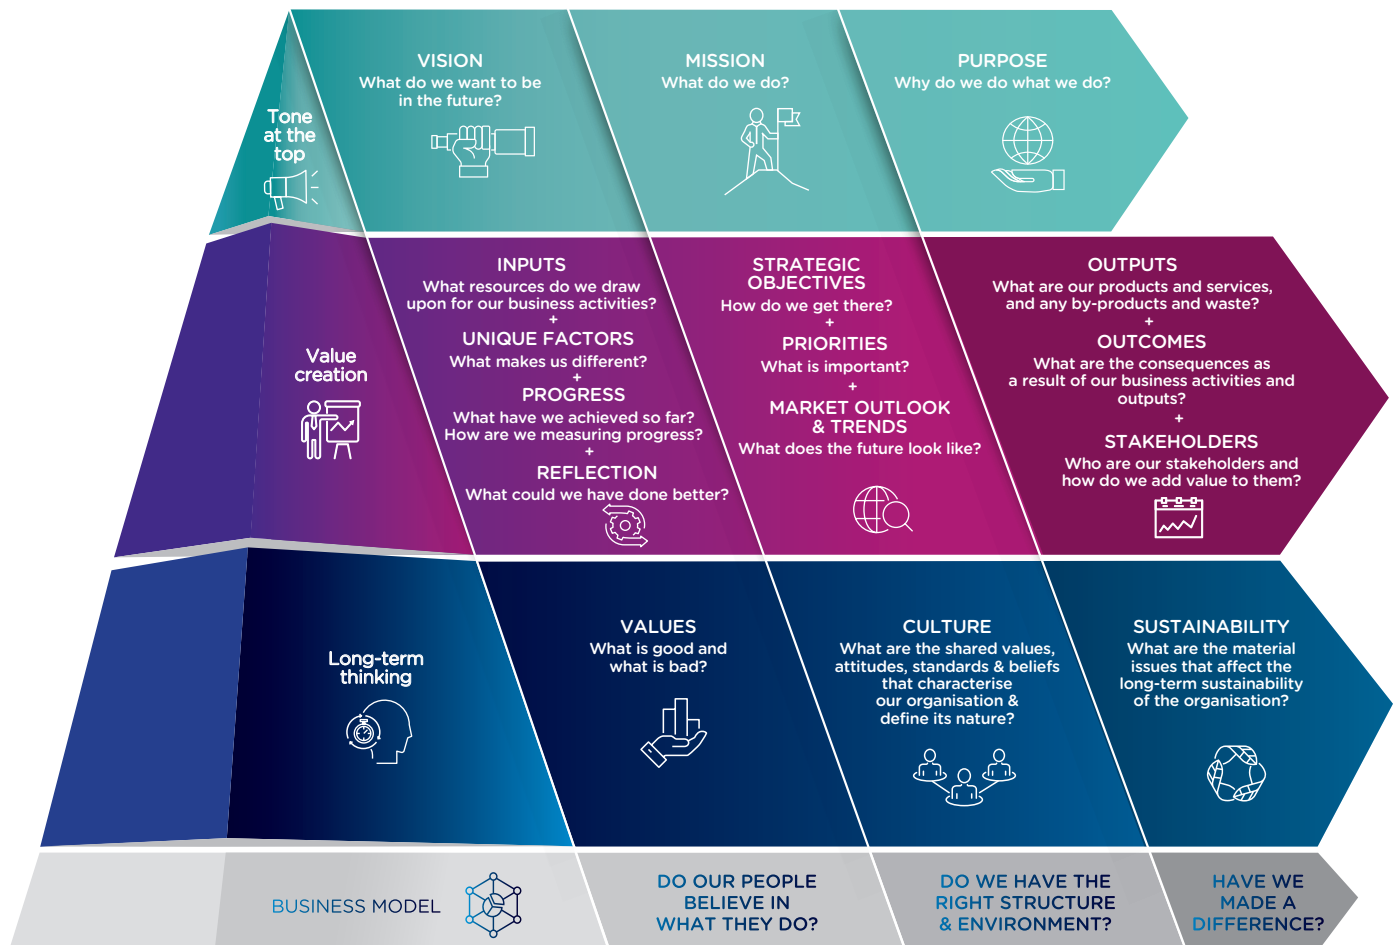 Tone
at the
top
VISION
What do we want to be
in the future?
MISSION
What do we do?
PURPOSE
Why do we do what we do?
Value
creation
INPUTS
What resources do we draw
upon for our business activities?
+
UNIQUE FACTORS
What makes us different?
+
PROGRESS
What have we achieved so far?
How are we measuring progress?
+
REFLECTION
What could we have done better?
STRATEGIC
OBJECTIVES
How do we get there?
+
PRIORITIES
What is important?
+
MARKET OUTLOOK
& TRENDS
What does the future look like?
OUTPUTS
What are our products and services,
and any by-products and waste?
+
OUTCOMES
What are the consequences as
a result of our business activities and
outputs?
+
STAKEHOLDERS
Who are our stakeholders and
how do we add value to them?
Long-term
thinking
VALUES
What is good and
what is bad?
CULTURE
What are the shared values,
attitudes, standards & beliefs
that characterise
our organisation &
define its nature?
SUSTAINABILITY
What are the material
issues that affect the
long-term sustainability
of the organisation?
BUSINESS MODEL
DO OUR PEOPLE
BELIEVE IN
WHAT THEY DO?
DO WE HAVE THE
RIGHT STRUCTURE
& ENVIRONMENT?
HAVE WE
MADE A
DIFFERENCE?